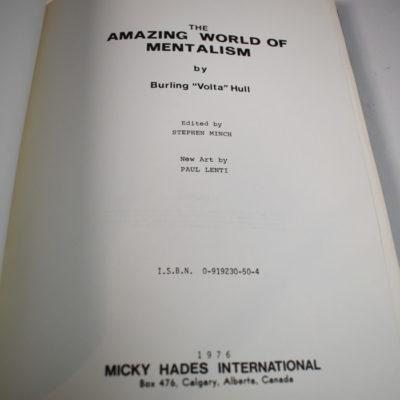 THE
AMAZING WORLD OF
MENTALISM
by
Burling "Volta" Hull
Edited by
STEPHEN MINCH
New Art by
PAUL LENTI
I.S.B.N. 0-919230-50-4
1976
MICKY HADES INTERNATIONAL
Box 476, Calgary, Alberta, Canada